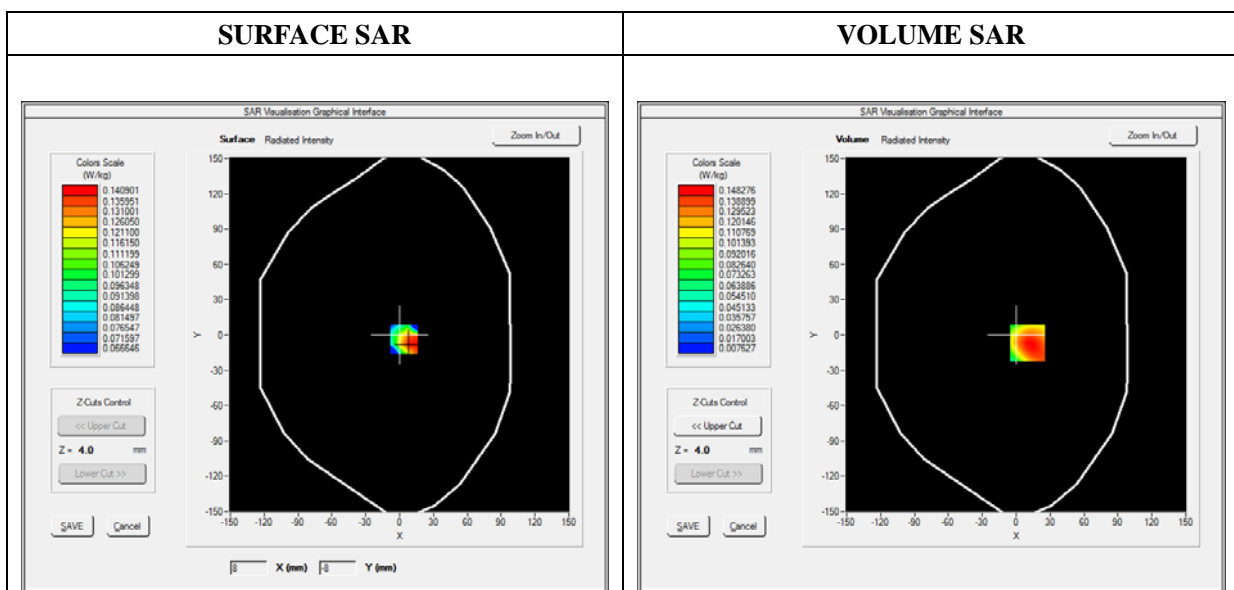 SURFACE SAR
VOLUME SAR
SAR Visualisation Graphical Interface
Surface Radiated Intensity
Zoom In/Out
Colors Scale
(W/kg)
0.140901
0.135951
0.131001
0.126050
0.121100
0.116150
0.111199
0.106249
0.101299
0.096348
0.091398
0.086448
0.081497
0.076547
0.071597
0.066646
Z-Cuts Control
<< Upper Cut
Z = 4.0 mm
Lower Cut >>
SAVE Cancel
150
120
90
60
30
0
-30
-60
-90
-120
-150
Y
-150 -120 -90 -60 -30 0 30 60 90 120 150
X
8 X (mm) -8 Y (mm)
SAR Visualisation Graphical Interface
Volume Radiated Intensity
Zoom In/Out
Colors Scale
(W/kg)
0.148276
0.138899
0.129523
0.120146
0.110769
0.101393
0.092016
0.082640
0.073263
0.063886
0.054510
0.045133
0.035757
0.026380
0.017003
0.007627
Z-Cuts Control
<< Upper Cut
Z = 4.0 mm
Lower Cut >>
SAVE Cancel
150
120
90
60
30
0
-30
-60
-90
-120
-150
Y
-150 -120 -90 -60 -30 0 30 60 90 120 150
X